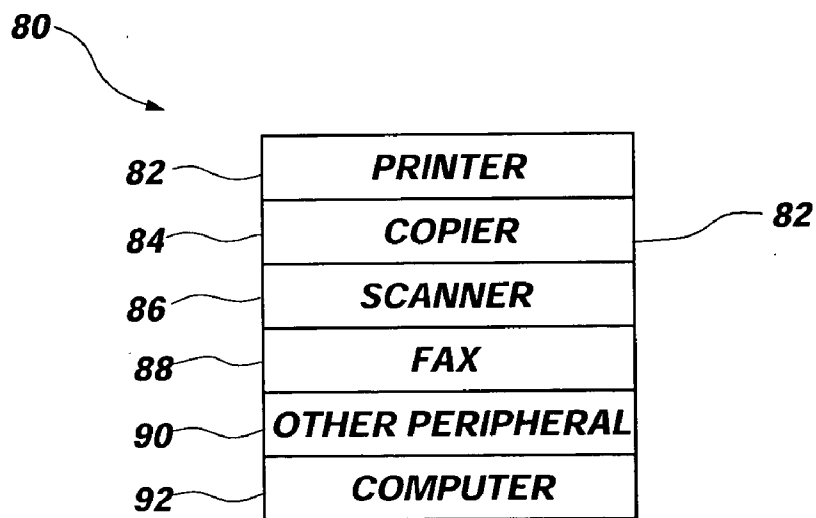 80
82 PRINTER
84 COPIER 82
86 SCANNER
88 FAX
90 OTHER PERIPHERAL
92 COMPUTER